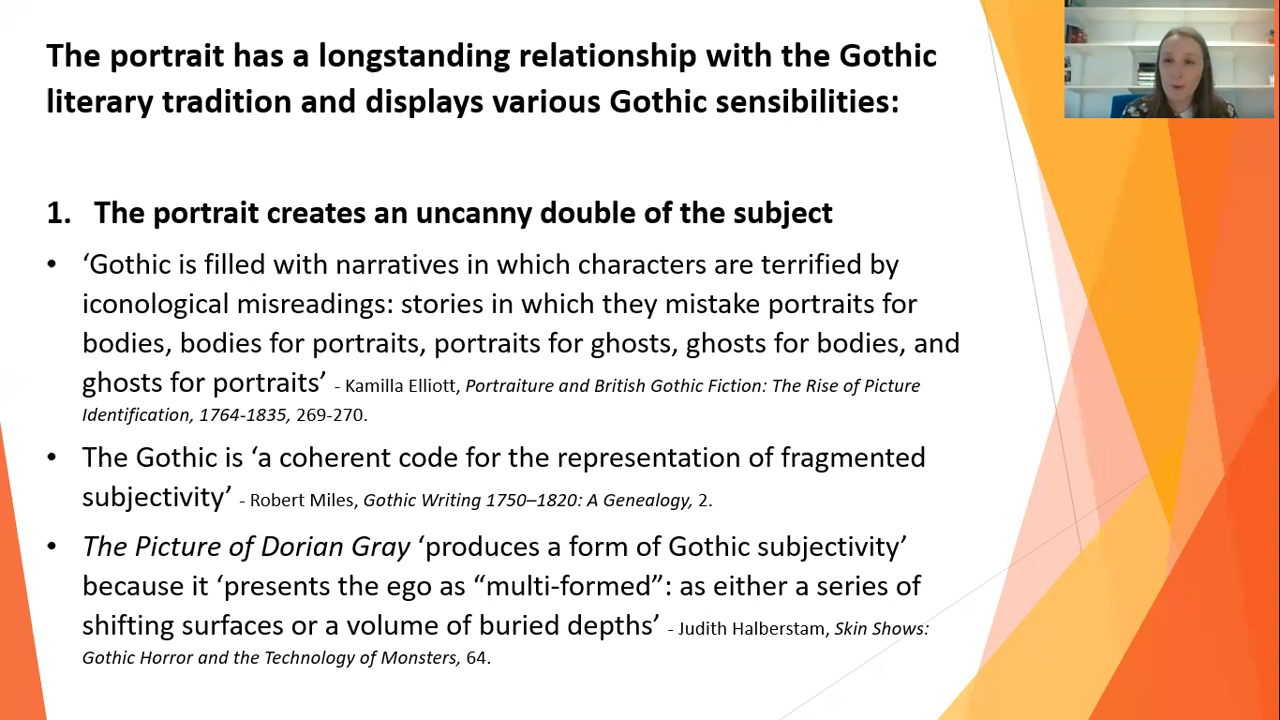 The portrait has a longstanding relationship with the Gothic
literary tradition and displays various Gothic sensibilities:
1. The portrait creates an uncanny double of the subject
• ‘Gothic is filled with narratives in which characters are terrified by
iconological misreadings: stories in which they mistake portraits for
bodies, bodies for portraits, portraits for ghosts, ghosts for bodies, and
ghosts for portraits’ - Kamilla Elliott, Portraiture and British Gothic Fiction: The Rise of Picture
Identification, 1764-1835, 269-270.
• The Gothic is ‘a coherent code for the representation of fragmented
subjectivity’ - Robert Miles, Gothic Writing 1750–1820: A Genealogy, 2.
• The Picture of Dorian Gray ‘produces a form of Gothic subjectivity’
because it ‘presents the ego as “multi-formed”: as either a series of
shifting surfaces or a volume of buried depths’ - Judith Halberstam, Skin Shows:
Gothic Horror and the Technology of Monsters, 64.